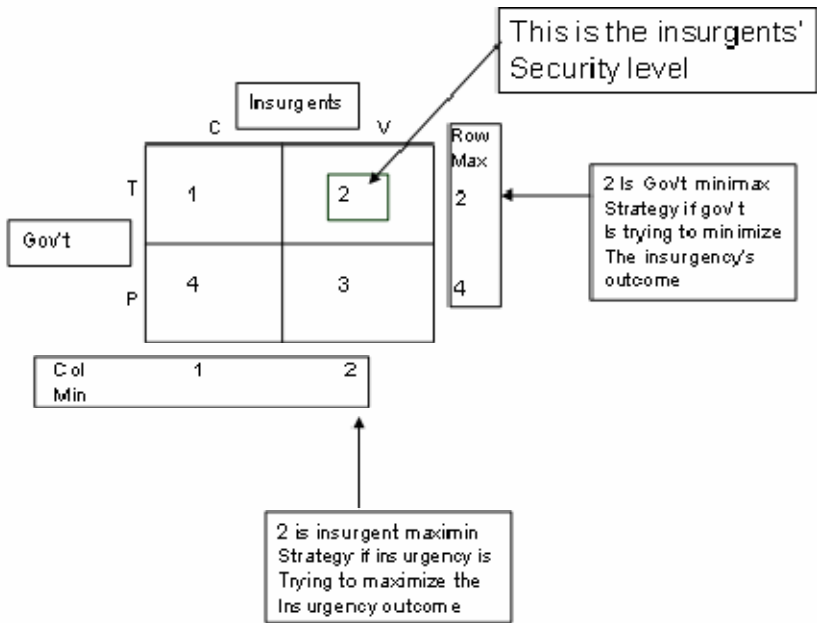 This is the insurgents'
Security level
Insurgents
C V
Row
Max
T 1 2 2
2 Is Gov't minimax
Strategy if gov't
Is trying to minimize
The insurgency's
outcome
Gov't
P 4 3 4
Col 1 2
Min
2 is insurgent maximin
Strategy if insurgency is
Trying to maximize the
Insurgency outcome